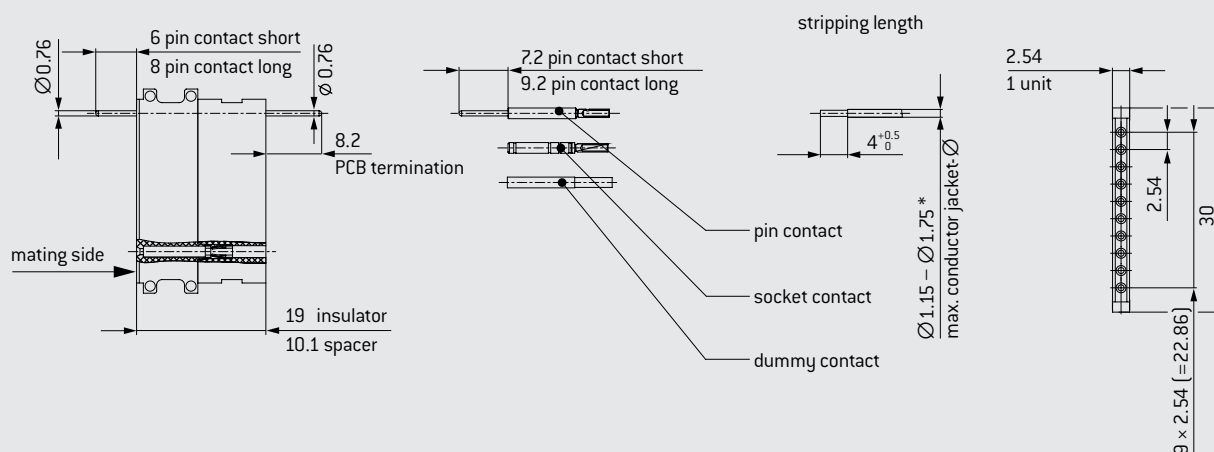 stripping length
Ø 0.76
6 pin contact short
8 pin contact long
Ø 0.76
8.2
PCB termination
mating side
19 insulator
10.1 spacer
7.2 pin contact short
9.2 pin contact long
pin contact
socket contact
dummy contact
4 +0.5 0
Ø 1.15 – Ø 1.75 *
max. conductor jacket-Ø
2.54
1 unit
2.54
9 × 2.54 (=22.86)
30